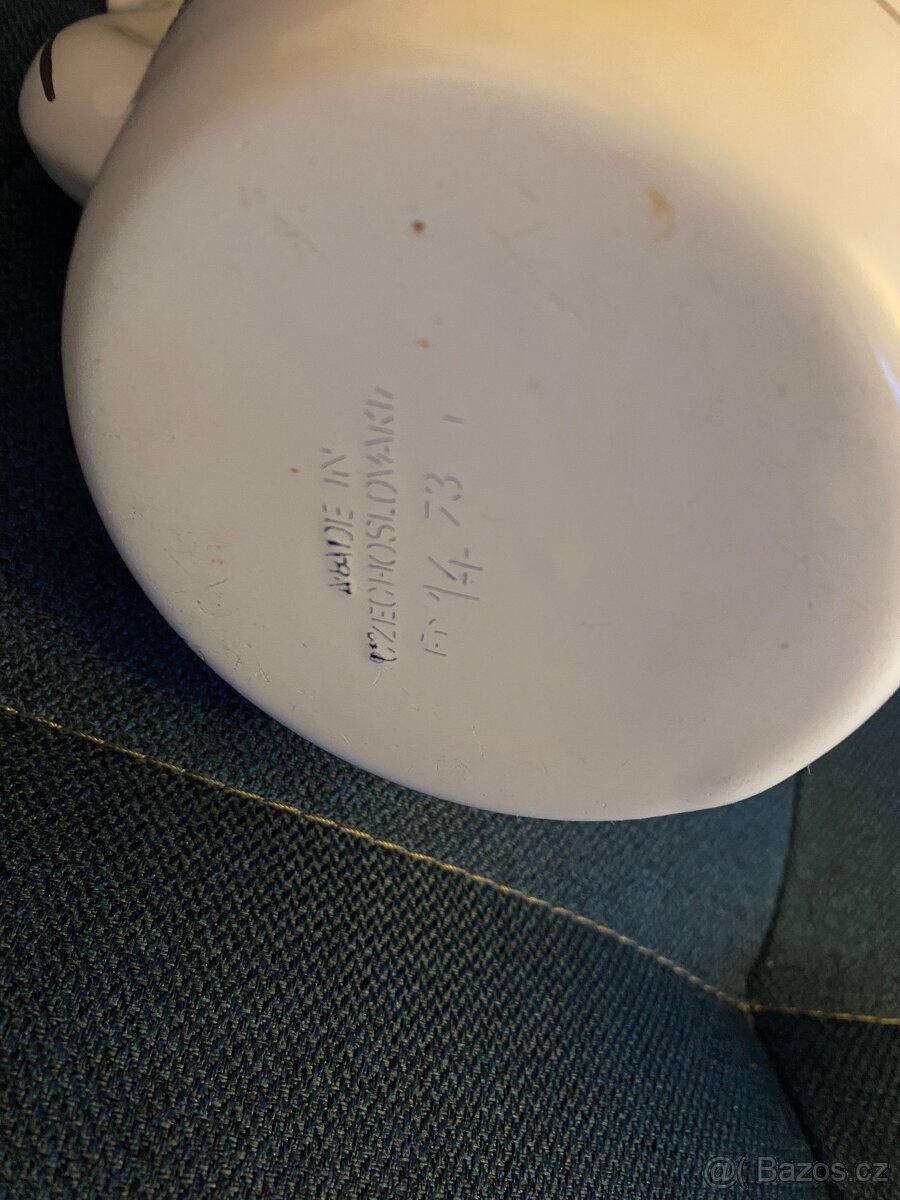 MADE IN
CZECHOSLOVAKIA
14 73
@( Bazos.cz